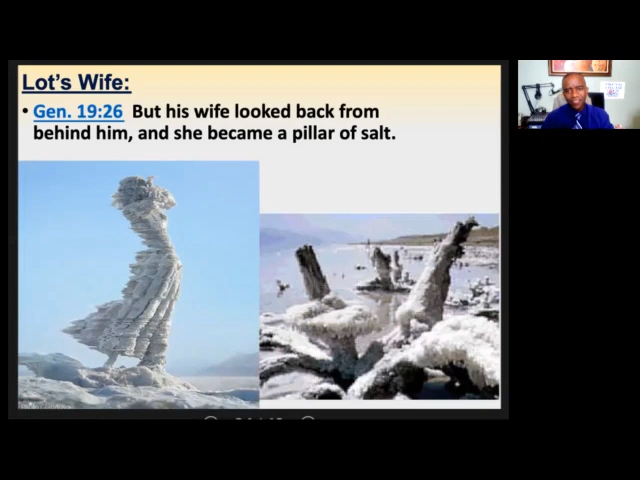 Lot's Wife:
• Gen. 19:26 But his wife looked back from
behind him, and she became a pillar of salt.